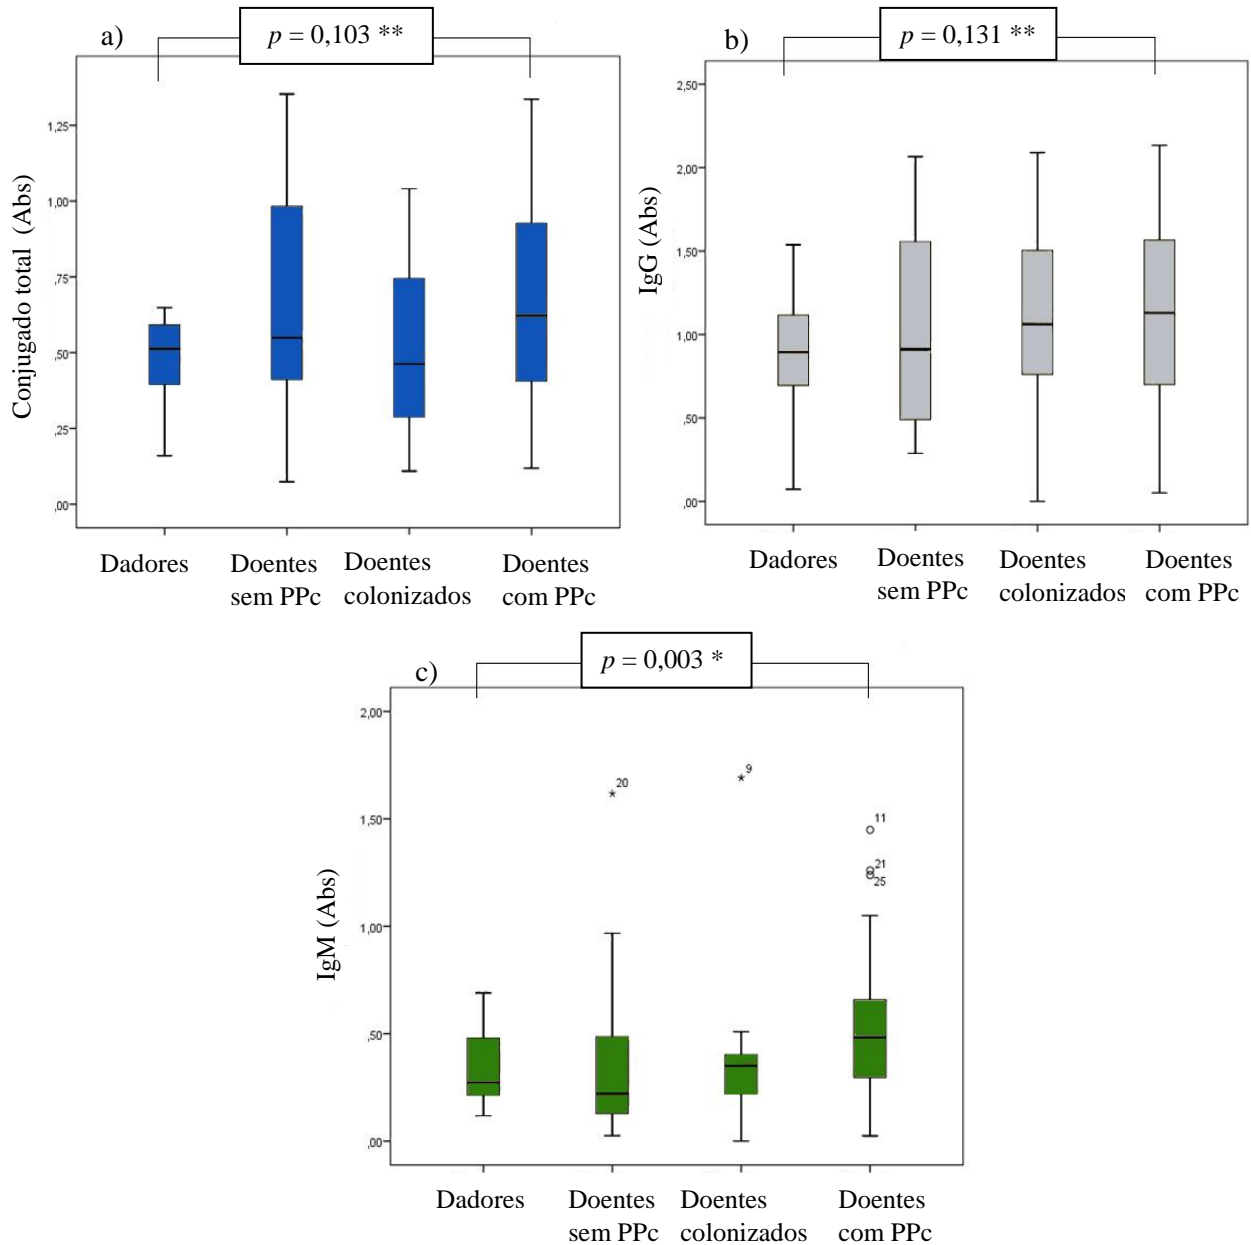 a)
p = 0,103 **
Conjugado total (Abs)
1,25
1,00
,75
,50
,25
,00
Dadores
Doentes
sem PPc
Doentes
colonizados
Doentes
com PPc
b)
p = 0,131 **
IgG (Abs)
2,50
2,00
1,50
1,00
,50
,00
Dadores
Doentes
sem PPc
Doentes
colonizados
Doentes
com PPc
c)
p = 0,003 *
IgM (Abs)
2,00
1,50
1,00
,50
,00
20
9
11
21
25
Dadores
Doentes
sem PPc
Doentes
colonizados
Doentes
com PPc